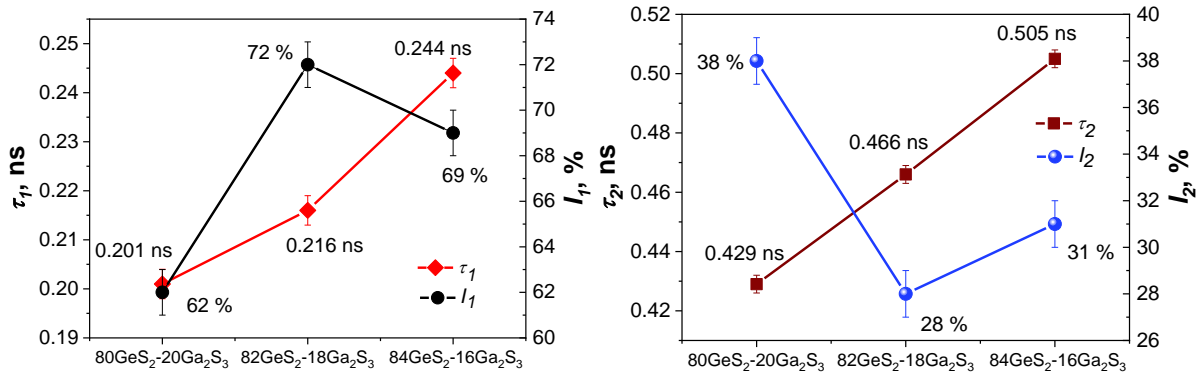 0.25
0.24
0.23
0.22
0.21
0.20
0.19
τ₁, ns
74
72
70
68
66
64
62
60
I₁, %
72 %
0.244 ns
69 %
0.201 ns
0.216 ns
62 %
τ₁
I₁
80GeS₂-20Ga₂S₃
82GeS₂-18Ga₂S₃
84GeS₂-16Ga₂S₃
0.52
0.50
0.48
0.46
0.44
0.42
τ₂, ns
40
38
36
34
32
30
28
26
I₂, %
0.505 ns
38 %
0.466 ns
τ₂
I₂
0.429 ns
31 %
28 %
80GeS₂-20Ga₂S₃
82GeS₂-18Ga₂S₃
84GeS₂-16Ga₂S₃